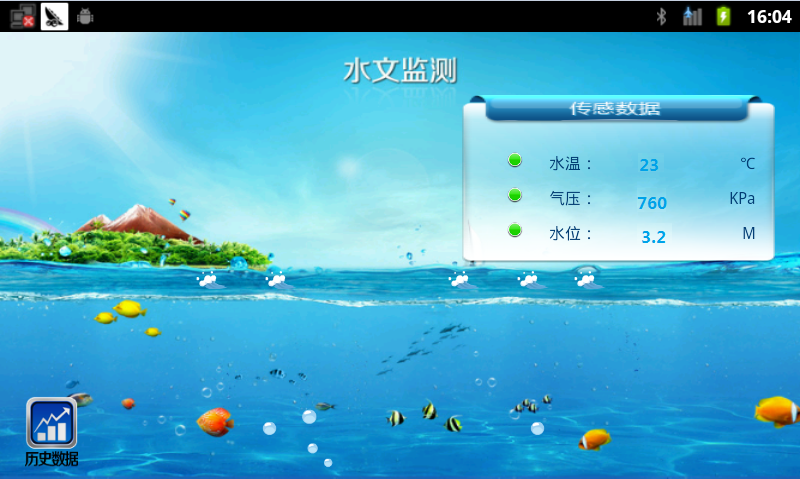 16:04
水文监测
传感数据
水温： 23 ℃
气压： 760 KPa
水位： 3.2 M
历史数据